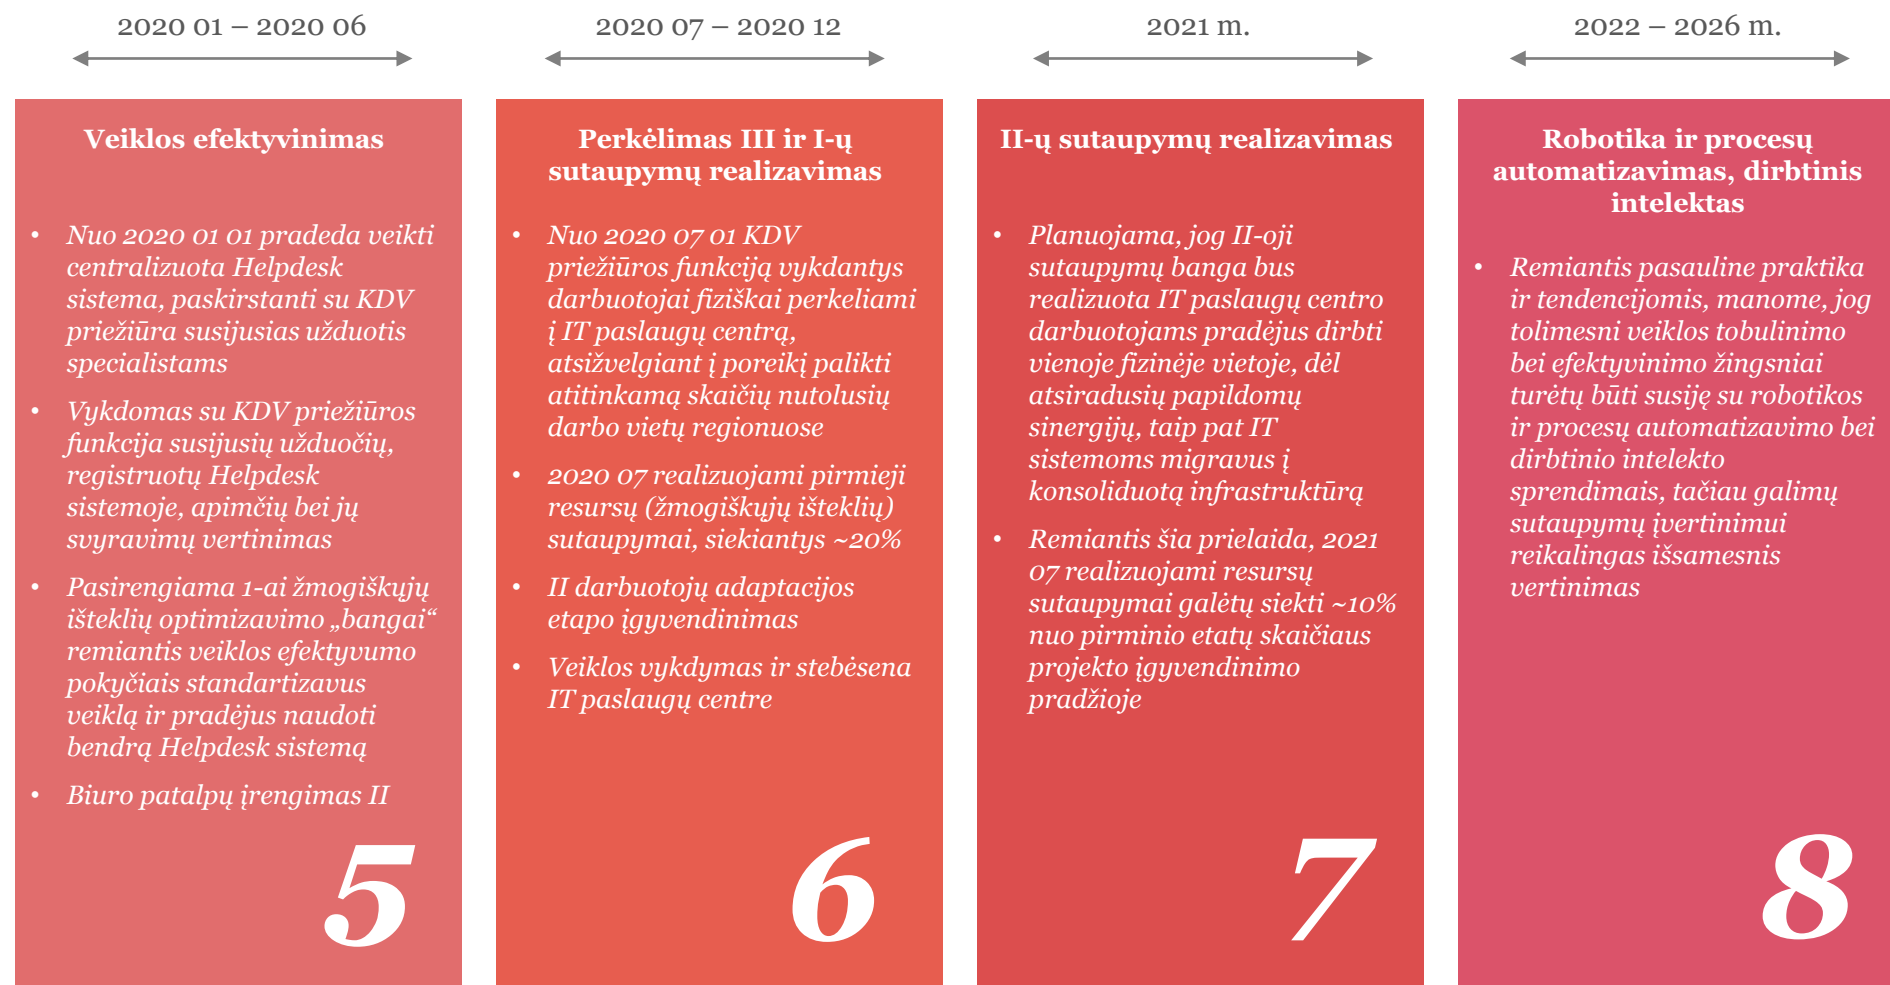 2020 01 – 2020 06
Veiklos efektyvinimas
• Nuo 2020 01 01 pradeda veikti
centralizuota Helpdesk
sistema, paskirstanti su KDV
priežiūra susijusias užduotis
specialistams
• Vykdomas su KDV priežiūros
funkcija susijusių užduočių,
registruotų Helpdesk
sistemoje, apimčių bei jų
svyravimų vertinimas
• Pasirengiama 1-ai žmogiškųjų
išteklių optimizavimo „bangai“
remiantis veiklos efektyvumo
pokyčiais standartizavus
veiklą ir pradėjus naudoti
bendrą Helpdesk sistemą
• Biuro patalpų įrengimas II
5
2020 07 – 2020 12
Perkėlimas III ir I-ų
sutaupymų realizavimas
• Nuo 2020 07 01 KDV
priežiūros funkciją vykdantys
darbuotojai fiziškai perkeliami
į IT paslaugų centrą,
atsižvelgiant į poreikį palikti
atitinkamą skaičių nutolusių
darbo vietų regionuose
• 2020 07 realizuojami pirmieji
resursų (žmogiškųjų išteklių)
sutaupymai, siekiantys ~20%
• II darbuotojų adaptacijos
etapo įgyvendinimas
• Veiklos vykdymas ir stebėsena
IT paslaugų centre
6
2021 m.
II-ų sutaupymų realizavimas
• Planuojama, jog II-oji
sutaupymų banga bus
realizuota IT paslaugų centro
darbuotojams pradėjus dirbti
vienoje fizinėje vietoje, dėl
atsiradusių papildomų
sinergijų, taip pat IT
sistemoms migravus į
konsoliduotą infrastruktūrą
• Remiantis šia prielaida, 2021
07 realizuojami resursų
sutaupymai galėtų siekti ~10%
nuo pirminio etatų skaičiaus
projekto įgyvendinimo
pradžioje
7
2022 – 2026 m.
Robotika ir procesų
automatizavimas, dirbtinis
intelektas
• Remiantis pasauline praktika
ir tendencijomis, manome, jog
tolimesni veiklos tobulinimo
bei efektyvinimo žingsniai
turėtų būti susiję su robotikos
ir procesų automatizavimo bei
dirbtinio intelekto
sprendimais, tačiau galimų
sutaupymų įvertinimui
reikalingas išsamesnis
vertinimas
8